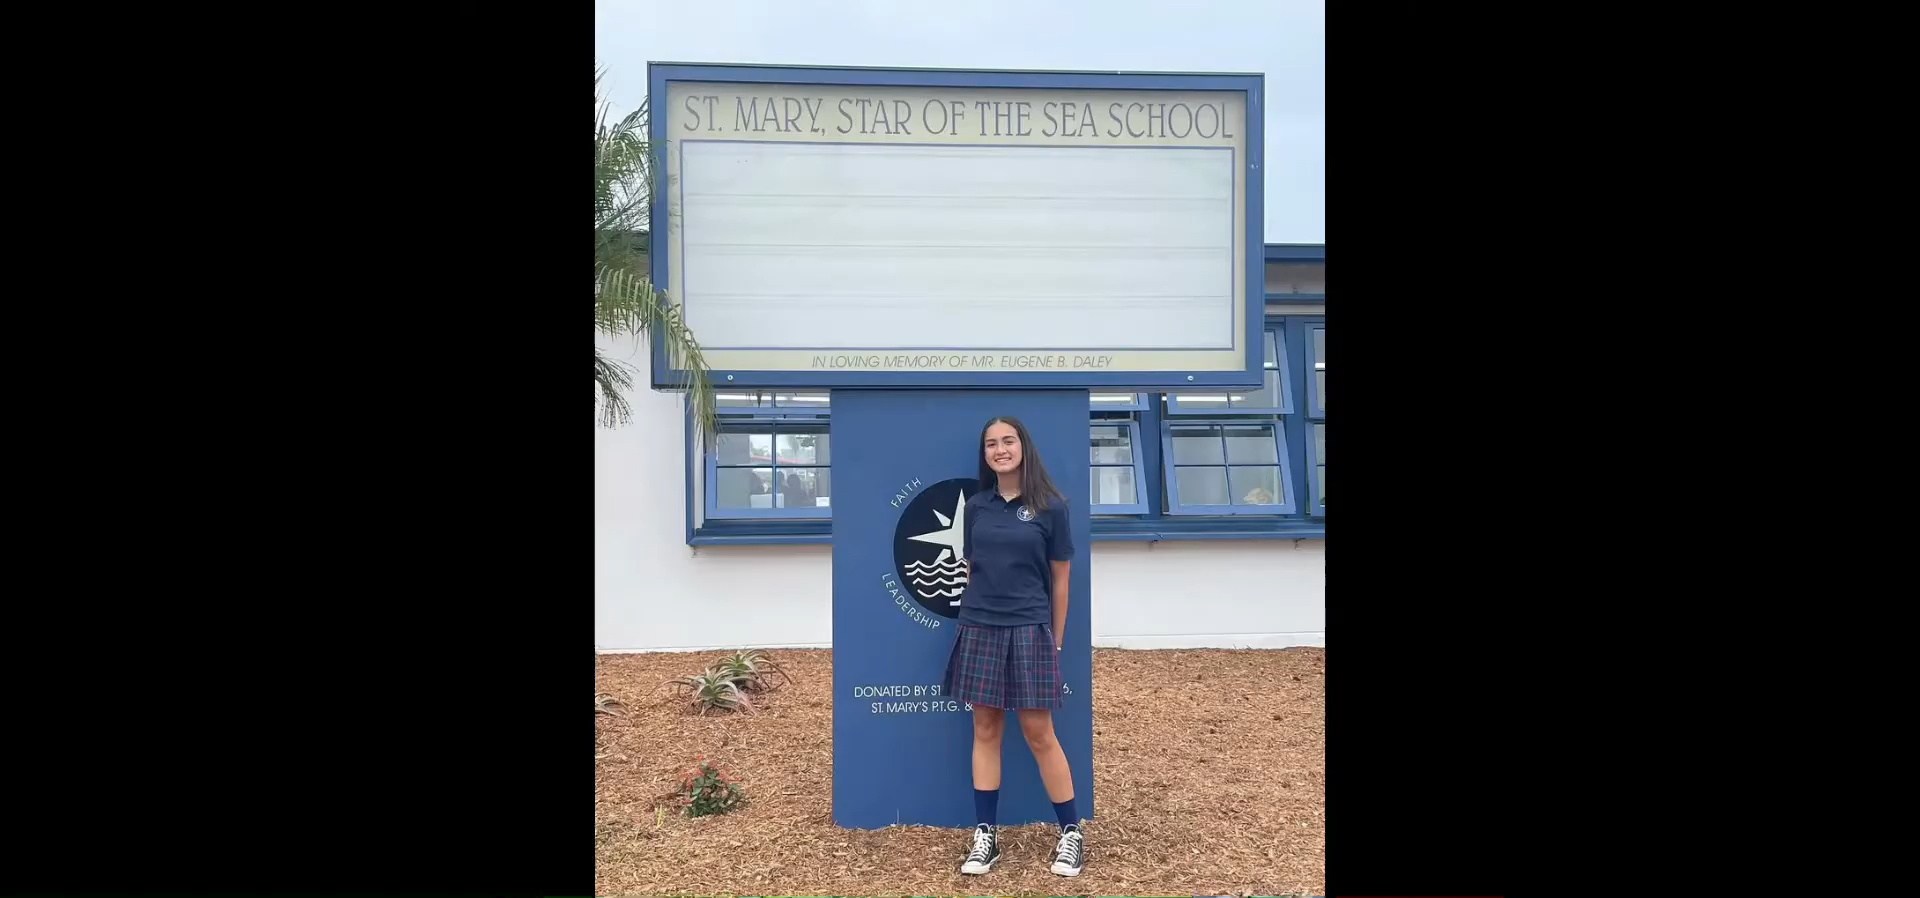 ST. MARY, STAR OF THE SEA SCHOOL
IN LOVING MEMORY OF MR. EUGENE B. DALEY
FAITH
LEADERSHIP
DONATED BY ST
ST. MARY'S P.T.G. &